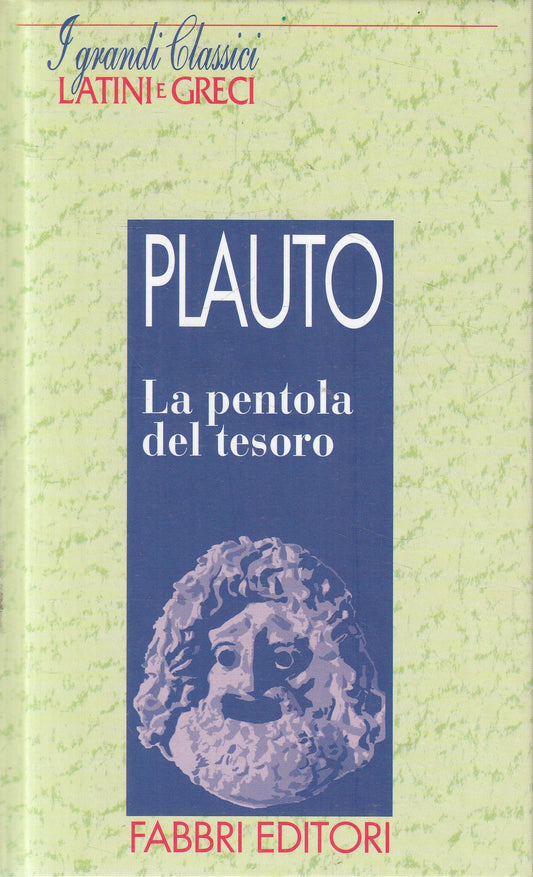 I grandi Classici
LATINI E GRECI
PLAUTO
La pentola
del tesoro
FABBRI EDITORI